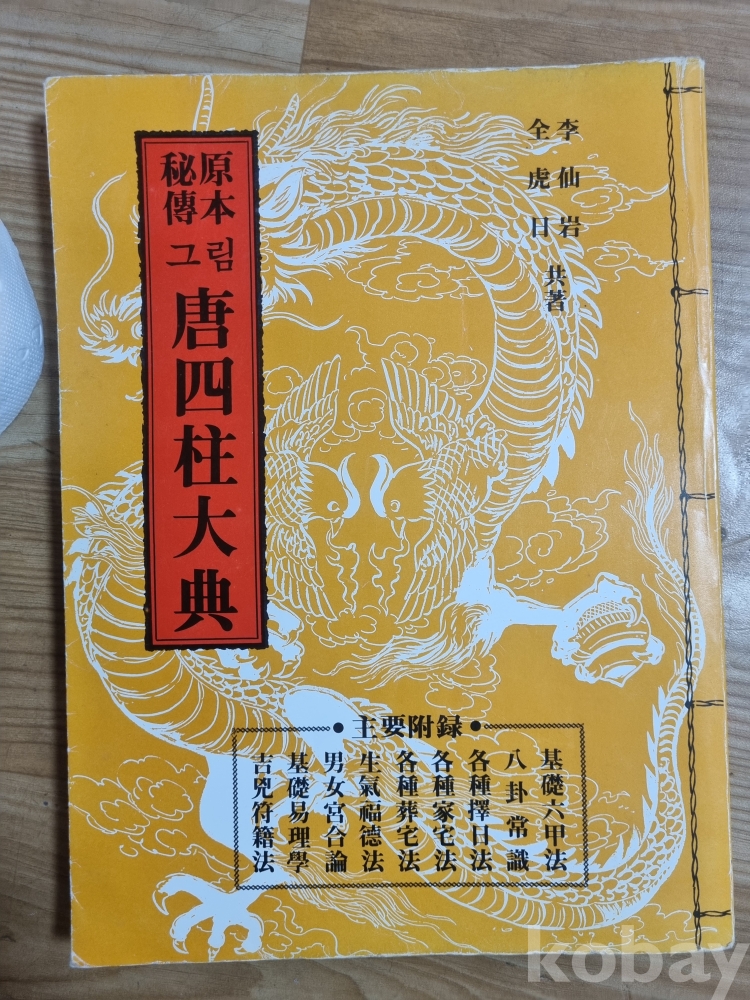 李仙岩
全虎日
共著
原本
秘傳
그림
唐四柱大典
主要附録
基礎六甲法
八卦常識
各種擇日法
各種家宅法
各種葬宅法
生氣福德法
男女宮合論
基礎易理學
吉兇符籍法
kobay